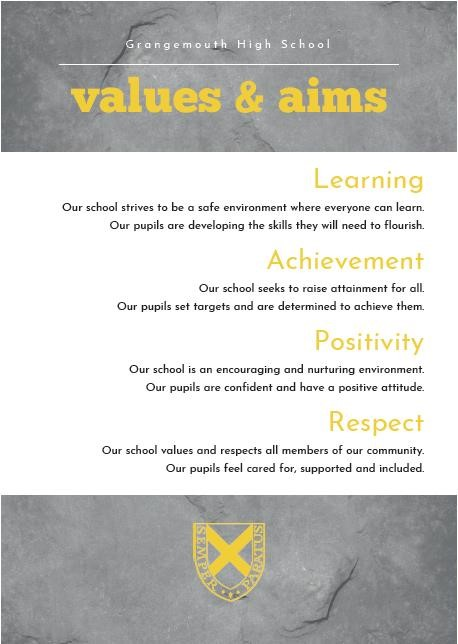 Grangemouth High School
values & aims
Learning
Our school strives to be a safe environment where everyone can learn.
Our pupils are developing the skills they will need to flourish.
Achievement
Our school seeks to raise attainment for all.
Our pupils set targets and are determined to achieve them.
Positivity
Our school is an encouraging and nurturing environment.
Our pupils are confident and have a positive attitude.
Respect
Our school values and respects all members of our community.
Our pupils feel cared for, supported and included.
SEMPER PARATUS